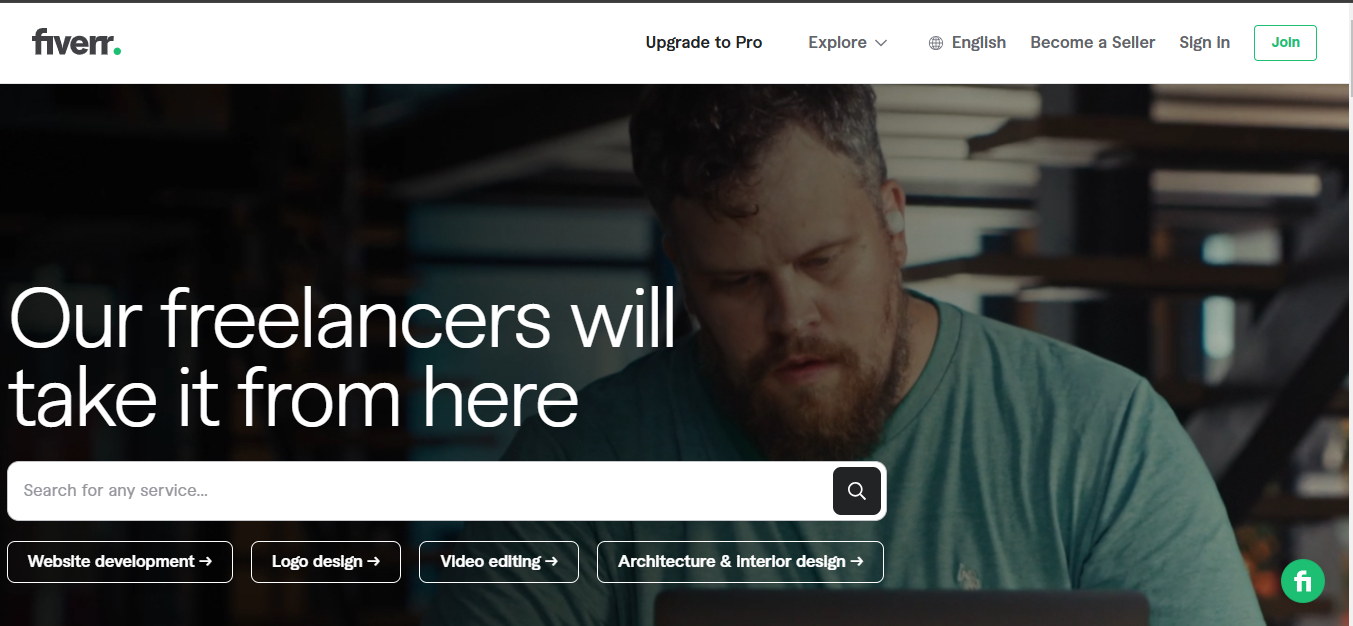 fiverr.
Upgrade to Pro
Explore
English
Become a Seller
Sign in
Join
Our freelancers will
take it from here
Search for any service...
Website development →
Logo design →
Video editing →
Architecture & interior design →
fi